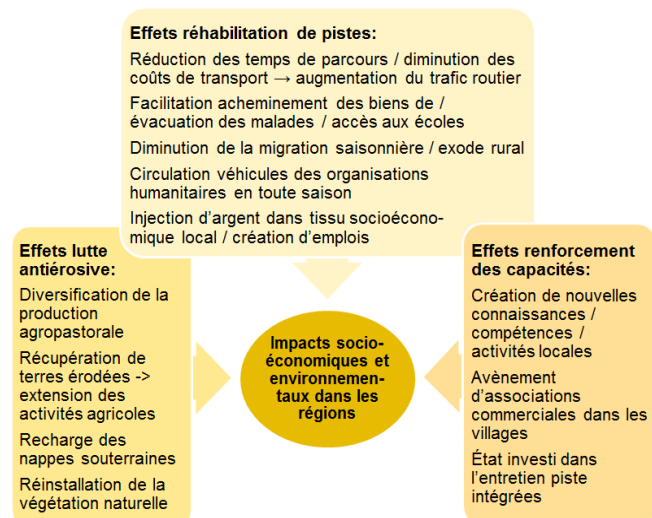 Effets réhabilitation de pistes:
Réduction des temps de parcours / diminution des
coûts de transport → augmentation du trafic routier
Facilitation acheminement des biens de /
évacuation des malades / accès aux écoles
Diminution de la migration saisonnière / exode rural
Circulation véhicules des organisations
humanitaires en toute saison
Injection d'argent dans tissu socioécono-
mique local / création d'emplois
Effets lutte
antiérosive:
Diversification de la
production
agropastorale
Récupération de
terres érodées ->
extension des
activités agricoles
Recharge des
nappes souterraines
Réinstallation de la
végétation naturelle
Impacts socio-
économiques et
environnemen-
taux dans les
régions
Effets renforcement
des capacités:
Création de nouvelles
connaissances /
compétences /
activités locales
Avènement
d'associations
commerciales dans les
villages
État investi dans
l'entretien piste
intégrées